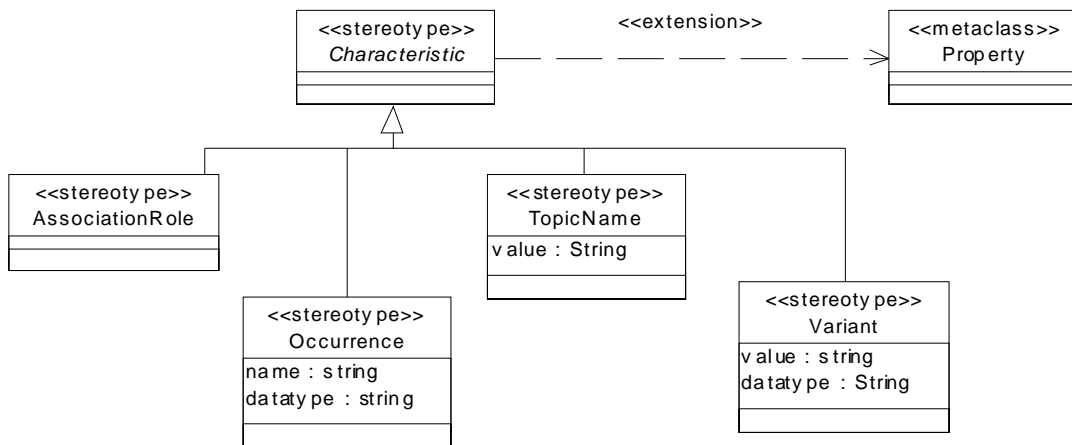 <<stereotype>>
Characteristic
<<extension>>
<<metaclass>>
Property
<<stereotype>>
AssociationRole
<<stereotype>>
TopicName
value : String
<<stereotype>>
Occurrence
name : string
datatype : string
<<stereotype>>
Variant
value : string
datatype : String